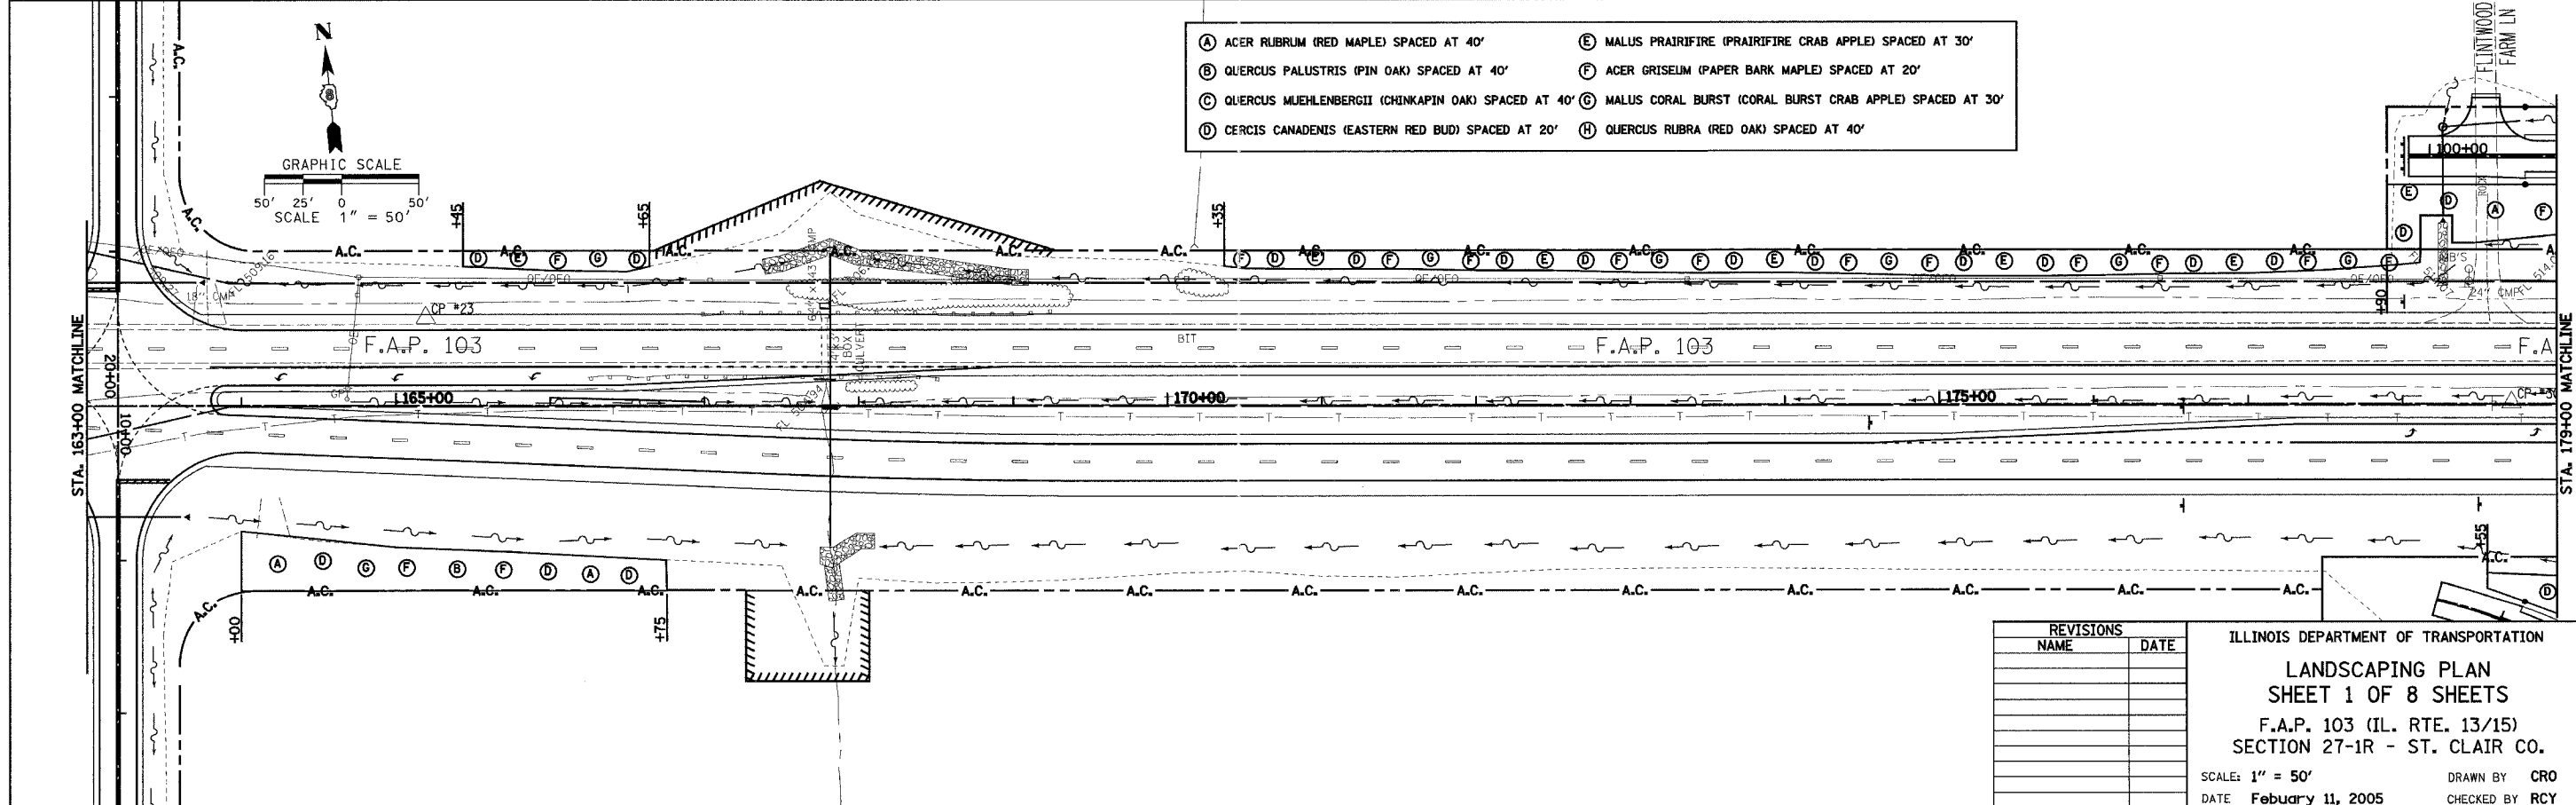 N
GRAPHIC SCALE
50' 25' 0 50'
SCALE 1" = 50'
Ⓐ ACER RUBRUM (RED MAPLE) SPACED AT 40'
Ⓑ QUERCUS PALUSTRIS (PIN OAK) SPACED AT 40'
Ⓒ QUERCUS MUEHLENBERGII (CHINKAPIN OAK) SPACED AT 40'
Ⓓ CERCIS CANADENIS (EASTERN RED BUD) SPACED AT 20'
Ⓔ MALUS PRAIRIFIRE (PRAIRIFIRE CRAB APPLE) SPACED AT 30'
Ⓕ ACER GRISEUM (PAPER BARK MAPLE) SPACED AT 20'
Ⓖ MALUS CORAL BURST (CORAL BURST CRAB APPLE) SPACED AT 30'
Ⓗ QUERCUS RUBRA (RED OAK) SPACED AT 40'
FLINTWOOD
FARM LN
100+00
A.C.
A.C.
+45
+65
+35
A.C. A.C. A.C. A.C. A.C. A.C. A.C. A.C. A.C. A.C. A.C. A.C.
D E F G D
E D A F
D
+90
18" CMP
24" CMP
CP #23
STA. 163+00 MATCHLINE
20+00
10+00
F.A.P. 103
BIT
F.A.P. 103
F.A
BOX
CULVERT
165+00
170+00
175+00
STA. 179+00 MATCHLINE
A D G F B F D A D
A.C. A.C. A.C. A.C. A.C. A.C. A.C. A.C. A.C. A.C. A.C. A.C. A.C.
A.C.
+00
+75
+55
A.C.
D
REVISIONS
NAME DATE
ILLINOIS DEPARTMENT OF TRANSPORTATION
LANDSCAPING PLAN
SHEET 1 OF 8 SHEETS
F.A.P. 103 (IL. RTE. 13/15)
SECTION 27-1R - ST. CLAIR CO.
SCALE: 1" = 50' DRAWN BY CRO
DATE Febuary 11, 2005 CHECKED BY RCY